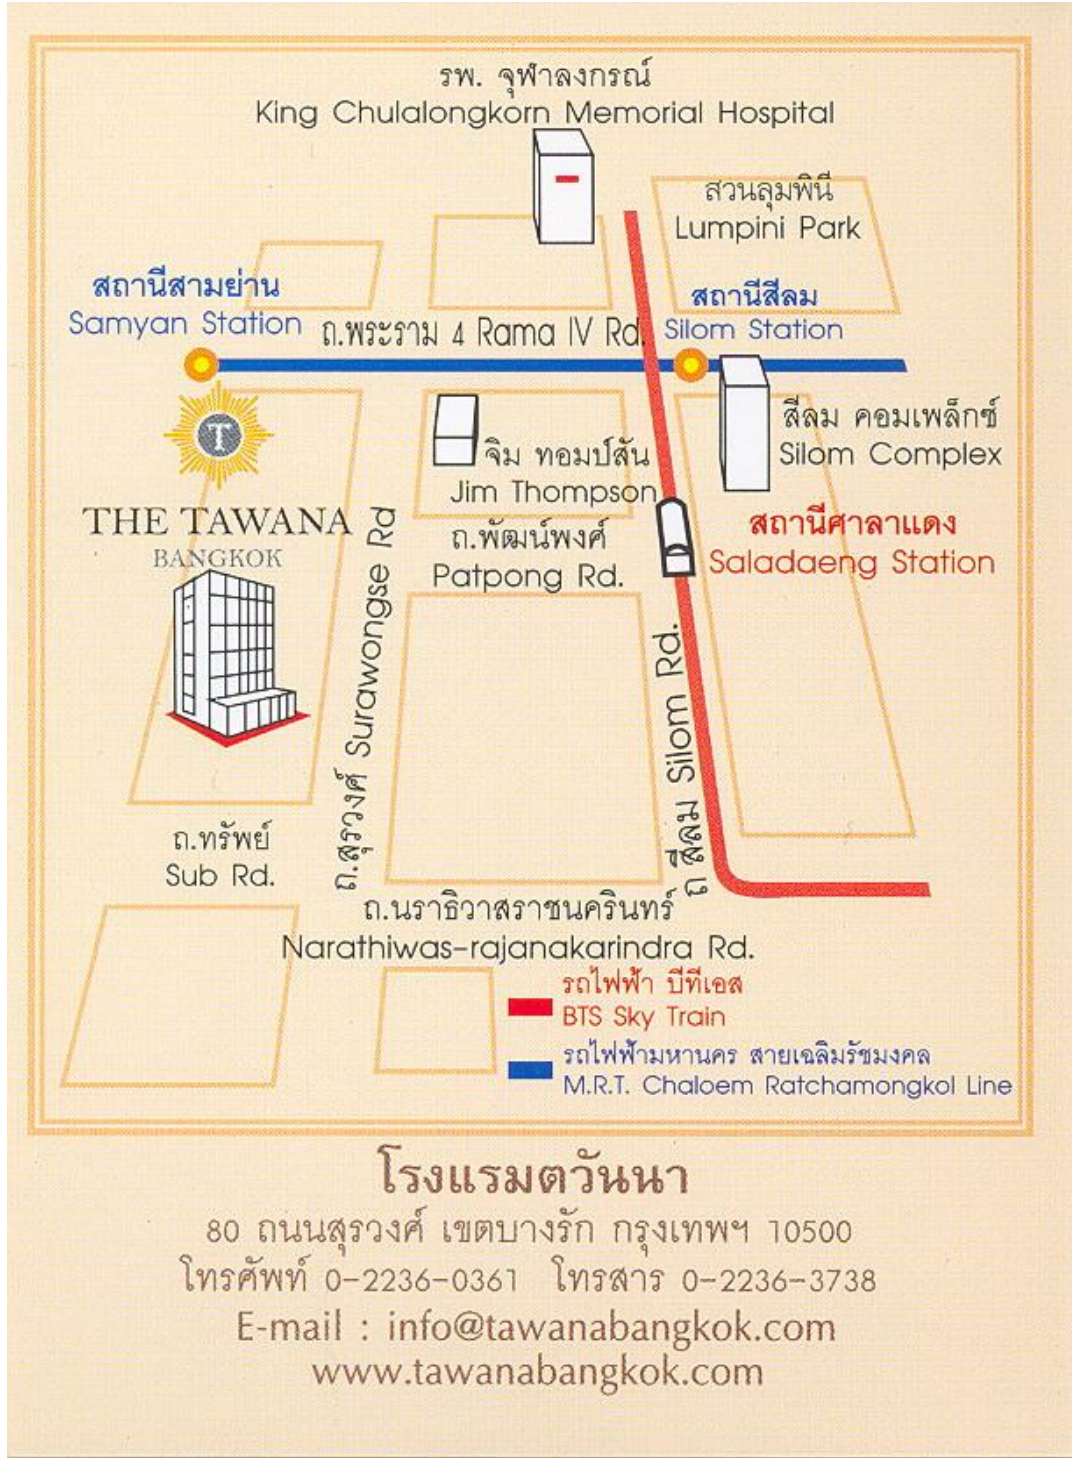 รพ. จุฬาลงกรณ์
King Chulalongkorn Memorial Hospital
สวนลุมพินี
Lumpini Park
สถานีสามย่าน
Samyan Station
ถ.พระราม 4 Rama IV Rd.
สถานีสีลม
Silom Station
T
THE TAWANA
BANGKOK
จิม ทอมป์สัน
Jim Thompson
สีลม คอมเพล็กซ์
Silom Complex
ถ.พัฒน์พงศ์
Patpong Rd.
สถานีศาลาแดง
Saladaeng Station
ถ.สุรวงศ์ Surawongse Rd
ถ สีลม Silom Rd.
ถ.ทรัพย์
Sub Rd.
ถ.นราธิวาสราชนครินทร์
Narathiwas-rajanakarindra Rd.
รถไฟฟ้า บีทีเอส
BTS Sky Train
รถไฟฟ้ามหานคร สายเฉลิมรัชมงคล
M.R.T. Chaloem Ratchamongkol Line
โรงแรมตวันนา
80 ถนนสุรวงศ์ เขตบางรัก กรุงเทพฯ 10500
โทรศัพท์ 0-2236-0361 โทรสาร 0-2236-3738
E-mail : info@tawanabangkok.com
www.tawanabangkok.com